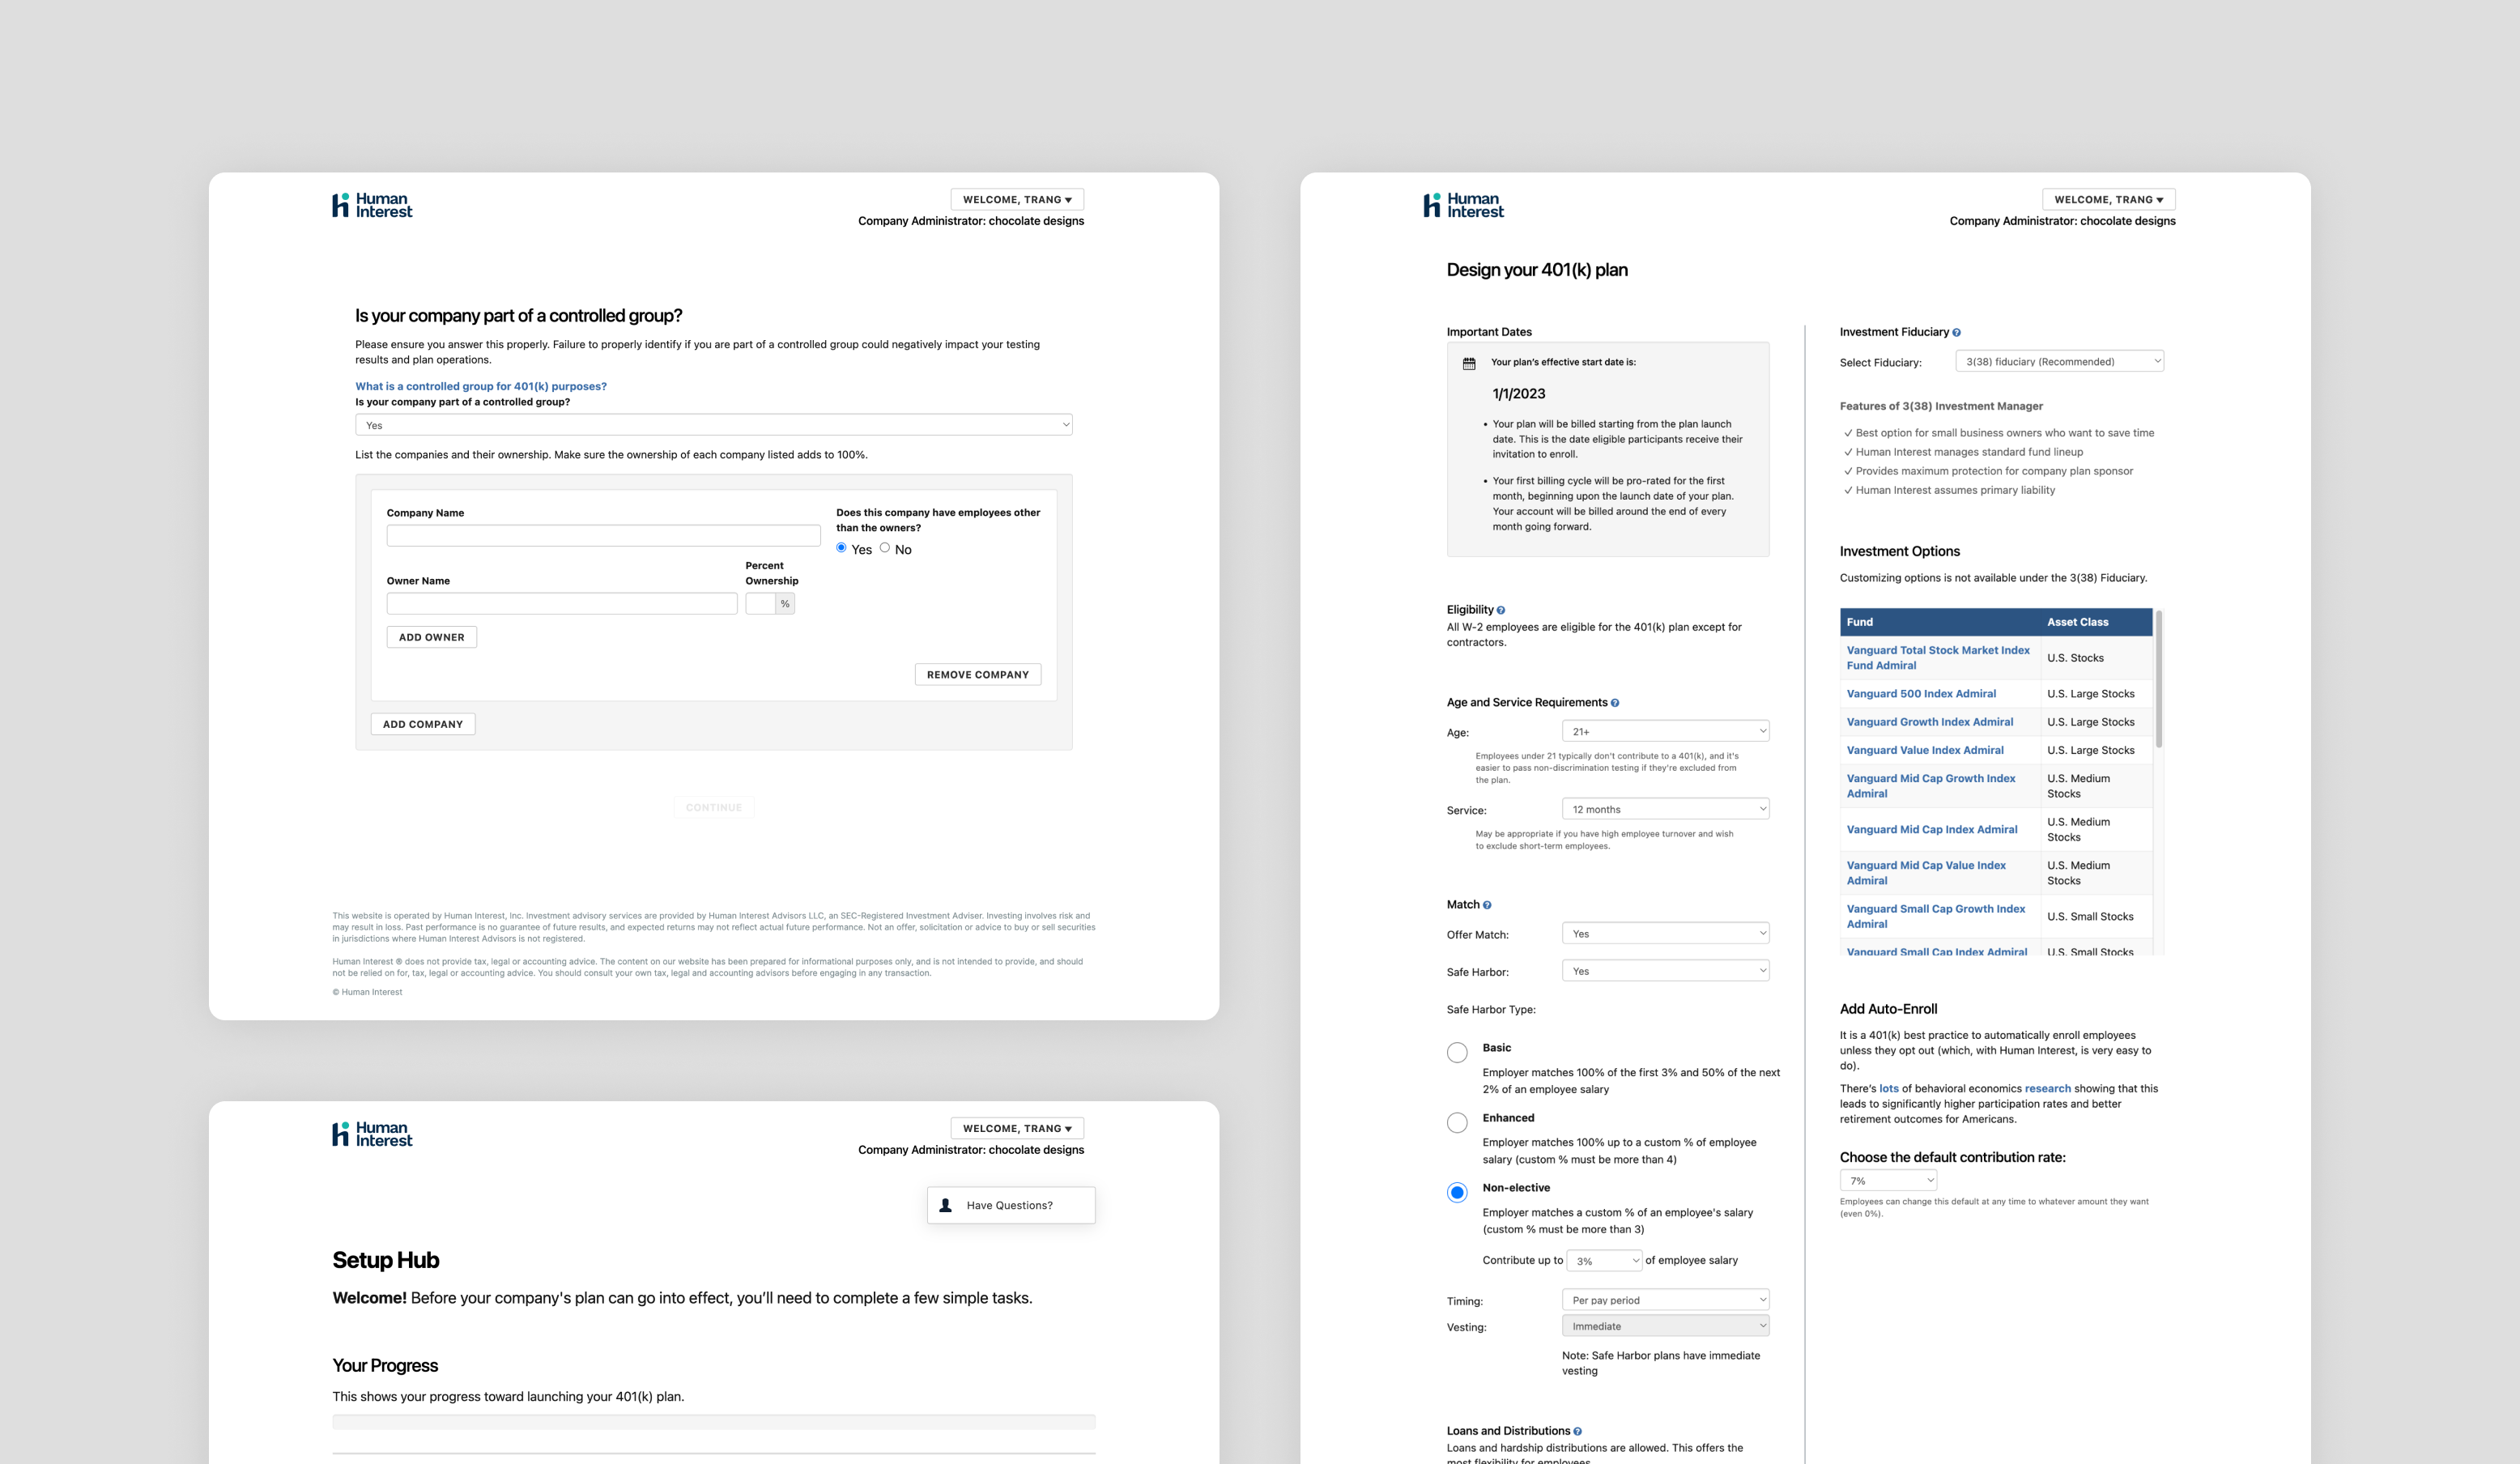 Human
Interest
WELCOME, TRANG ▾
Company Administrator: chocolate designs
Is your company part of a controlled group?
Please ensure you answer this properly. Failure to properly identify if you are part of a controlled group could negatively impact your testing
results and plan operations.
What is a controlled group for 401(k) purposes?
Is your company part of a controlled group?
Yes
List the companies and their ownership. Make sure the ownership of each company listed adds to 100%.
Company Name
Does this company have employees other
than the owners?
Yes No
Owner Name
Percent
Ownership
%
ADD OWNER
REMOVE COMPANY
ADD COMPANY
CONTINUE
This website is operated by Human Interest, Inc. Investment advisory services are provided by Human Interest Advisors LLC, an SEC-Registered Investment Adviser. Investing involves risk and
may result in loss. Past performance is no guarantee of future results, and expected returns may not reflect actual future performance. Not an offer, solicitation or advice to buy or sell securities
in jurisdictions where Human Interest Advisors is not registered.
Human Interest ® does not provide tax, legal or accounting advice. The content on our website has been prepared for informational purposes only, and is not intended to provide, and should
not be relied on for, tax, legal or accounting advice. You should consult your own tax, legal and accounting advisors before engaging in any transaction.
© Human Interest
Human
Interest
WELCOME, TRANG ▾
Company Administrator: chocolate designs
Have Questions?
Setup Hub
Welcome! Before your company's plan can go into effect, you'll need to complete a few simple tasks.
Your Progress
This shows your progress toward launching your 401(k) plan.
Human
Interest
WELCOME, TRANG ▾
Company Administrator: chocolate designs
Design your 401(k) plan
Important Dates
Your plan's effective start date is:
1/1/2023
• Your plan will be billed starting from the plan launch
date. This is the date eligible participants receive their
invitation to enroll.
• Your first billing cycle will be pro-rated for the first
month, beginning upon the launch date of your plan.
Your account will be billed around the end of every
month going forward.
Eligibility ?
All W-2 employees are eligible for the 401(k) plan except for
contractors.
Age and Service Requirements ?
Age: 21+
Employees under 21 typically don't contribute to a 401(k), and it's
easier to pass non-discrimination testing if they're excluded from
the plan.
Service: 12 months
May be appropriate if you have high employee turnover and wish
to exclude short-term employees.
Match ?
Offer Match: Yes
Safe Harbor: Yes
Safe Harbor Type:
Basic
Employer matches 100% of the first 3% and 50% of the next
2% of an employee salary
Enhanced
Employer matches 100% up to a custom % of employee
salary (custom % must be more than 4)
Non-elective
Employer matches a custom % of an employee's salary
(custom % must be more than 3)
Contribute up to 3% of employee salary
Timing: Per pay period
Vesting: Immediate
Note: Safe Harbor plans have immediate
vesting
Loans and Distributions ?
Loans and hardship distributions are allowed. This offers the
most flexibility for employees.
Investment Fiduciary ?
Select Fiduciary: 3(38) fiduciary (Recommended)
Features of 3(38) Investment Manager
✓ Best option for small business owners who want to save time
✓ Human Interest manages standard fund lineup
✓ Provides maximum protection for company plan sponsor
✓ Human Interest assumes primary liability
Investment Options
Customizing options is not available under the 3(38) Fiduciary.
Fund Asset Class
Vanguard Total Stock Market Index
Fund Admiral
U.S. Stocks
Vanguard 500 Index Admiral U.S. Large Stocks
Vanguard Growth Index Admiral U.S. Large Stocks
Vanguard Value Index Admiral U.S. Large Stocks
Vanguard Mid Cap Growth Index
Admiral
U.S. Medium
Stocks
Vanguard Mid Cap Index Admiral
U.S. Medium
Stocks
Vanguard Mid Cap Value Index
Admiral
U.S. Medium
Stocks
Vanguard Small Cap Growth Index
Admiral
U.S. Small Stocks
Vanguard Small Cap Index Admiral U.S. Small Stocks
Add Auto-Enroll
It is a 401(k) best practice to automatically enroll employees
unless they opt out (which, with Human Interest, is very easy to
do).
There's lots of behavioral economics research showing that this
leads to significantly higher participation rates and better
retirement outcomes for Americans.
Choose the default contribution rate:
7%
Employees can change this default at any time to whatever amount they want
(even 0%).